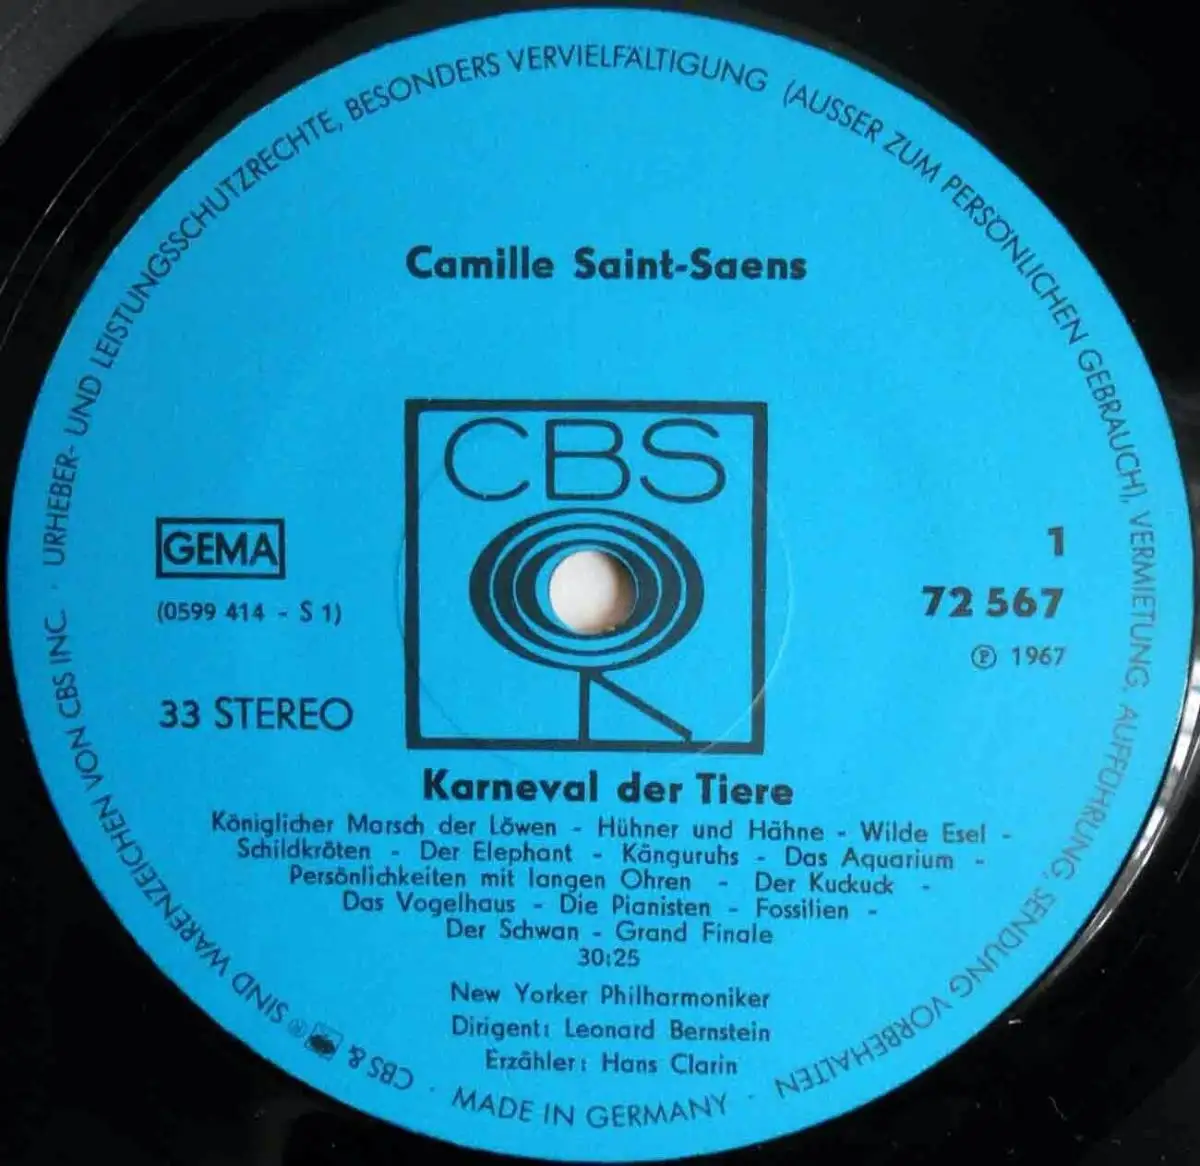 URHEBER- UND LEISTUNGSSCHUTZRECHTE, BESONDERS VERVIELFÄLTIGUNG (AUSSER ZUM PERSÖNLICHEN GEBRAUCH), VERMIETUNG, AUFFÜHRUNG, SENDUNG VORBEHALTEN
Camille Saint-Saens
CBS
GEMA
(0599 414 - S 1)
33 STEREO
1
72 567
Ⓟ 1967
Karneval der Tiere
Königlicher Marsch der Löwen - Hühner und Hähne - Wilde Esel -
Schildkröten - Der Elephant - Känguruhs - Das Aquarium -
Persönlichkeiten mit langen Ohren - Der Kuckuck -
Das Vogelhaus - Die Pianisten - Fossilien -
Der Schwan - Grand Finale
30:25
New Yorker Philharmoniker
Dirigent: Leonard Bernstein
Erzähler: Hans Clarin
· MADE IN GERMANY ·
CBS & ® SIND WARENZEICHEN VON CBS INC. ·